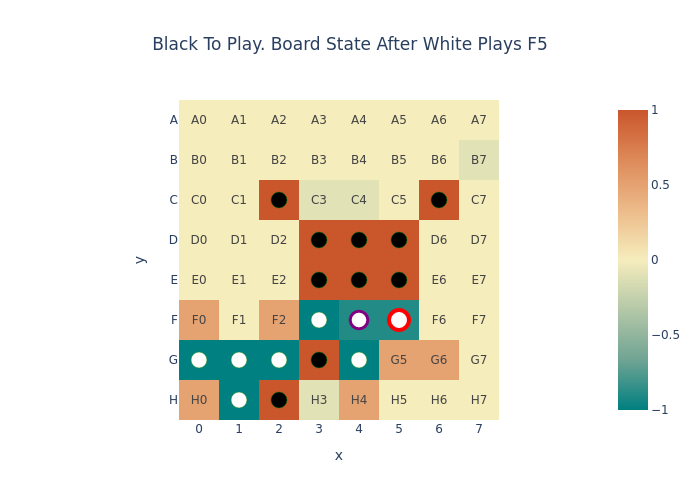 Black To Play. Board State After White Plays F5
A A0 A1 A2 A3 A4 A5 A6 A7
B B0 B1 B2 B3 B4 B5 B6 B7
C C0 C1 C3 C4 C5 C7
D D0 D1 D2 D6 D7
E E0 E1 E2 E6 E7
F F0 F1 F2 F6 F7
G G5 G6 G7
H H0 H3 H4 H5 H6 H7
0 1 2 3 4 5 6 7
x
y
1
0.5
0
−0.5
−1